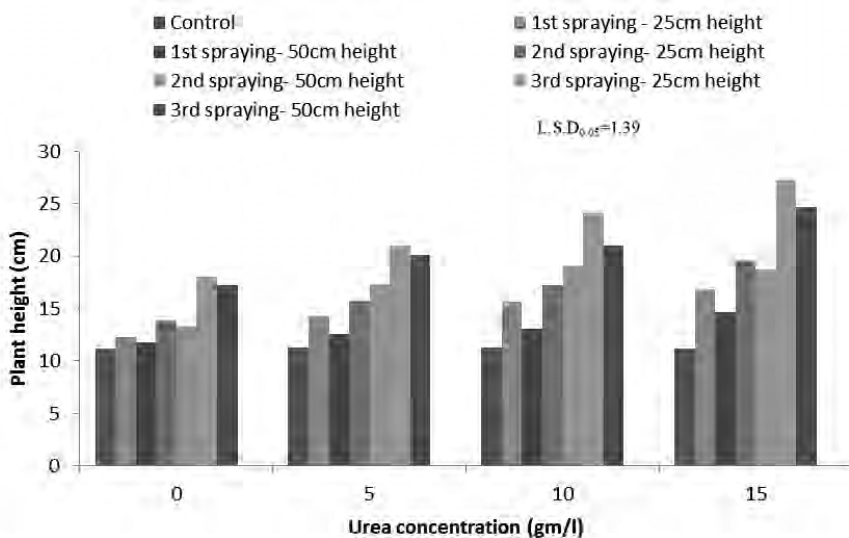 Control
1st spraying - 25cm height
1st spraying- 50cm height
2nd spraying- 25cm height
2nd spraying- 50cm height
3rd spraying- 25cm height
3rd spraying- 50cm height
L.S.D0.05=1.39
30
25
20
15
10
5
0
Plant height (cm)
0 5 10 15
Urea concentration (gm/l)